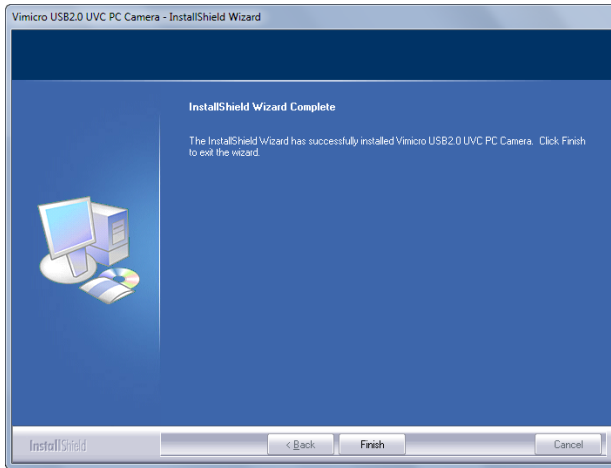 Vimicro USB2.0 UVC PC Camera - InstallShield Wizard
InstallShield Wizard Complete
The InstallShield Wizard has successfully installed Vimicro USB2.0 UVC PC Camera. Click Finish
to exit the wizard.
InstallShield
< Back
Finish
Cancel